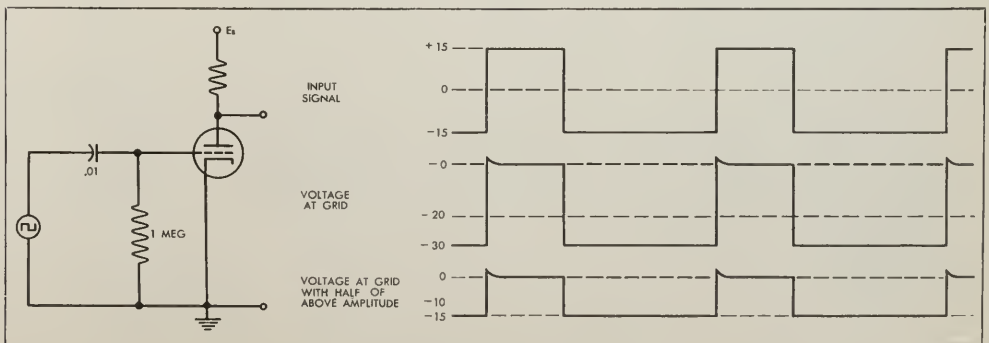 Es
.01
1 MEG
INPUT
SIGNAL
VOLTAGE
AT GRID
VOLTAGE AT GRID
WITH HALF OF
ABOVE AMPLITUDE
+15
0
-15
-0
-20
-30
0
-10
-15